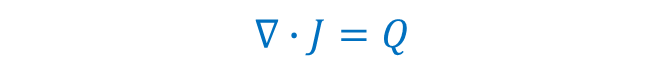 ∇ · J = Q